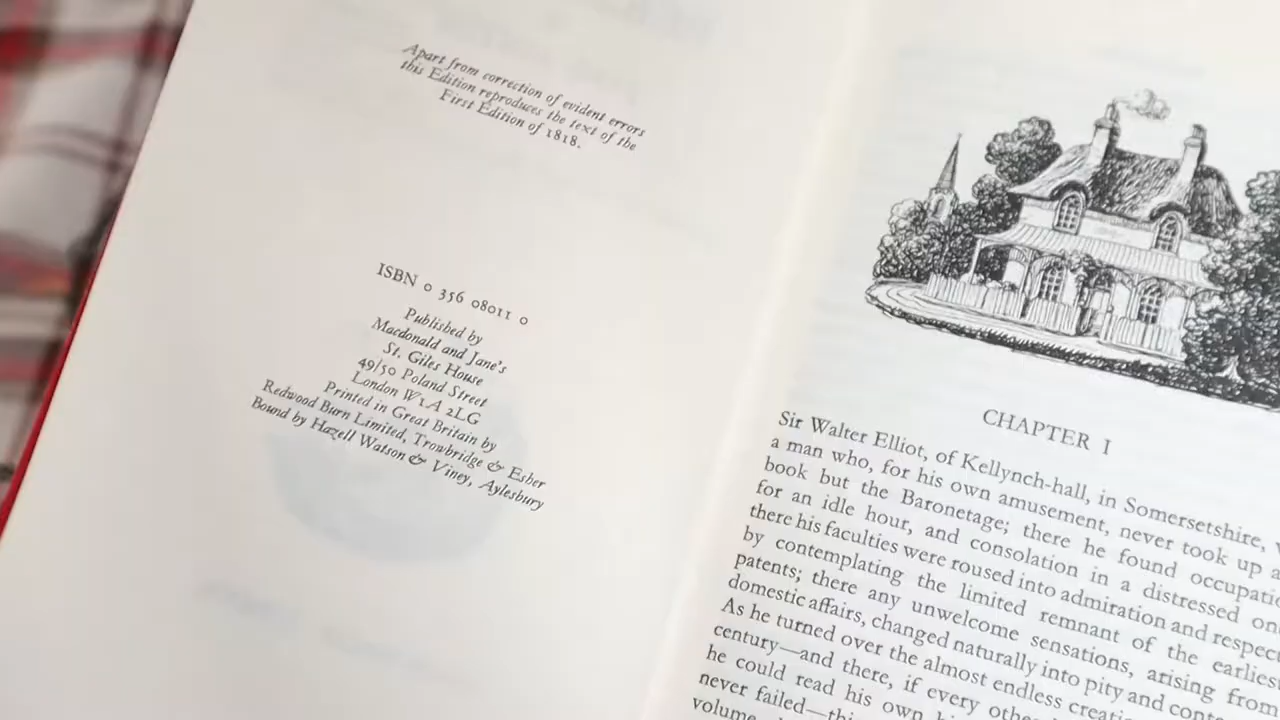 Apart from correction of evident errors
this Edition reproduces the text of the
First Edition of 1818.
ISBN 0 356 08011 0
Published by
Macdonald and Jane's
St. Giles House
49/50 Poland Street
London W1A 2LG
Printed in Great Britain by
Redwood Burn Limited, Trowbridge & Esher
Bound by Hazell Watson & Viney, Aylesbury
CHAPTER I
Sir Walter Elliot, of Kellynch-hall, in Somersetshire,
a man who, for his own amusement, never took up
book but the Baronetage; there he found
for an idle hour, and consolation in a distressed
there his faculties were roused into admiration and
by contemplating the limited remnant of the earliest
patents; there any unwelcome sensations, arising from
domestic affairs, changed naturally into pity and
As he turned over the almost endless
century—and there, if every
he could read his own
never failed
volume